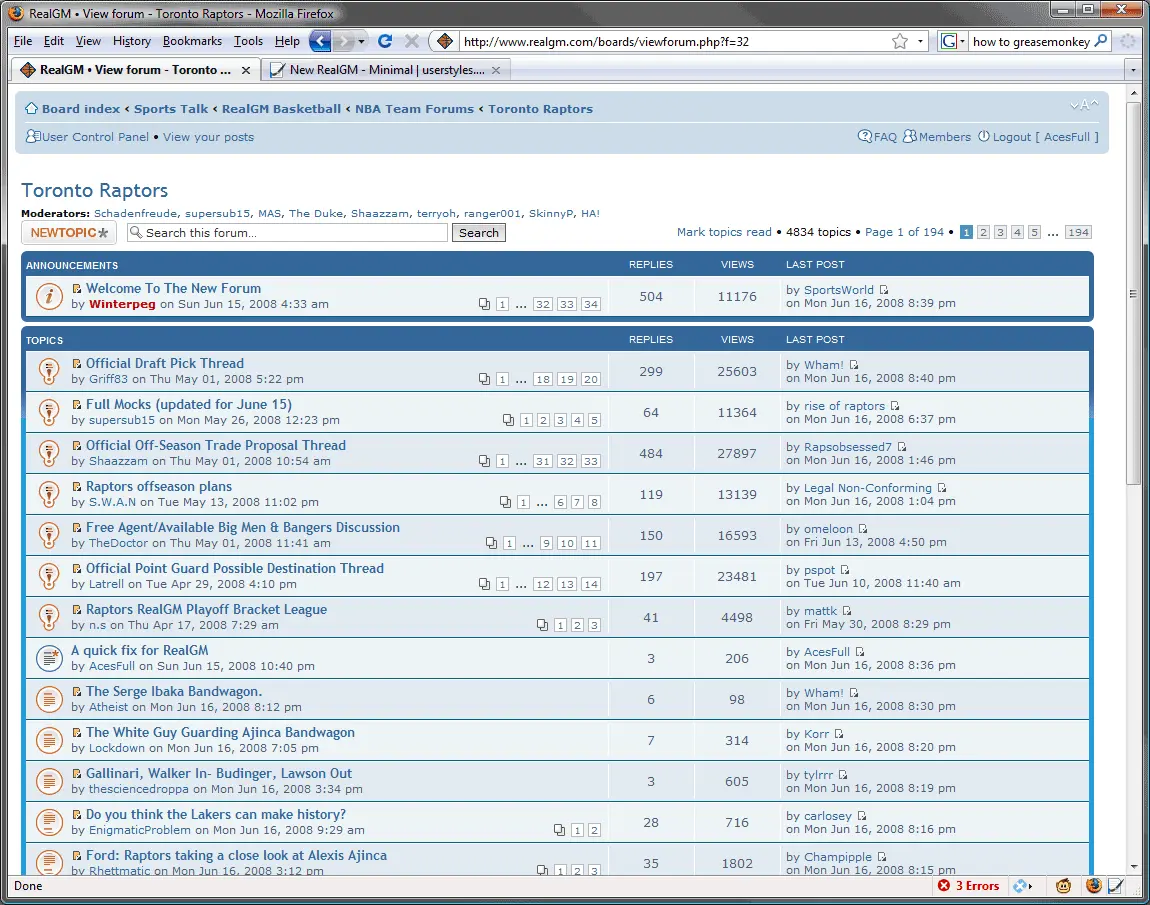 RealGM • View forum - Toronto Raptors - Mozilla Firefox
File Edit View History Bookmarks Tools Help http://www.realgm.com/boards/viewforum.php?f=32 G how to greasemonkey
RealGM • View forum - Toronto ... New RealGM - Minimal | userstyles....
Board index ‹ Sports Talk ‹ RealGM Basketball ‹ NBA Team Forums ‹ Toronto Raptors A
User Control Panel • View your posts FAQ Members Logout [ AcesFull ]
Toronto Raptors
Moderators: Schadenfreude, supersub15, MAS, The Duke, Shaazzam, terryoh, ranger001, SkinnyP, HA!
NEWTOPIC* Search this forum... Search Mark topics read • 4834 topics • Page 1 of 194 • 1 2 3 4 5 ... 194
ANNOUNCEMENTS REPLIES VIEWS LAST POST
Welcome To The New Forum
by Winterpeg on Sun Jun 15, 2008 4:33 am 1 ... 32 33 34 504 11176 by SportsWorld
on Mon Jun 16, 2008 8:39 pm
TOPICS REPLIES VIEWS LAST POST
Official Draft Pick Thread
by Griff83 on Thu May 01, 2008 5:22 pm 1 ... 18 19 20 299 25603 by Wham!
on Mon Jun 16, 2008 8:40 pm
Full Mocks (updated for June 15)
by supersub15 on Mon May 26, 2008 12:23 pm 1 2 3 4 5 64 11364 by rise of raptors
on Mon Jun 16, 2008 6:37 pm
Official Off-Season Trade Proposal Thread
by Shaazzam on Thu May 01, 2008 10:54 am 1 ... 31 32 33 484 27897 by Rapsobsessed7
on Mon Jun 16, 2008 1:46 pm
Raptors offseason plans
by S.W.A.N on Tue May 13, 2008 11:02 pm 1 ... 6 7 8 119 13139 by Legal Non-Conforming
on Mon Jun 16, 2008 1:04 pm
Free Agent/Available Big Men & Bangers Discussion
by TheDoctor on Thu May 01, 2008 11:41 am 1 ... 9 10 11 150 16593 by omeloon
on Fri Jun 13, 2008 4:50 pm
Official Point Guard Possible Destination Thread
by Latrell on Tue Apr 29, 2008 4:10 pm 1 ... 12 13 14 197 23481 by pspot
on Tue Jun 10, 2008 11:40 am
Raptors RealGM Playoff Bracket League
by n.s on Thu Apr 17, 2008 7:29 am 1 2 3 41 4498 by mattk
on Fri May 30, 2008 8:29 pm
A quick fix for RealGM
by AcesFull on Sun Jun 15, 2008 10:40 pm 3 206 by AcesFull
on Mon Jun 16, 2008 8:36 pm
The Serge Ibaka Bandwagon.
by Atheist on Mon Jun 16, 2008 8:12 pm 6 98 by Wham!
on Mon Jun 16, 2008 8:30 pm
The White Guy Guarding Ajinca Bandwagon
by Lockdown on Mon Jun 16, 2008 7:05 pm 7 314 by Korr
on Mon Jun 16, 2008 8:20 pm
Gallinari, Walker In- Budinger, Lawson Out
by thesciencedroppa on Mon Jun 16, 2008 3:34 pm 3 605 by tylrrr
on Mon Jun 16, 2008 8:19 pm
Do you think the Lakers can make history?
by EnigmaticProblem on Mon Jun 16, 2008 9:29 am 1 2 28 716 by carlosey
on Mon Jun 16, 2008 8:16 pm
Ford: Raptors taking a close look at Alexis Ajinca
by Rhettmatic on Mon Jun 16, 2008 3:12 pm 1 2 3 35 1802 by Champipple
on Mon Jun 16, 2008 8:15 pm
Done 3 Errors